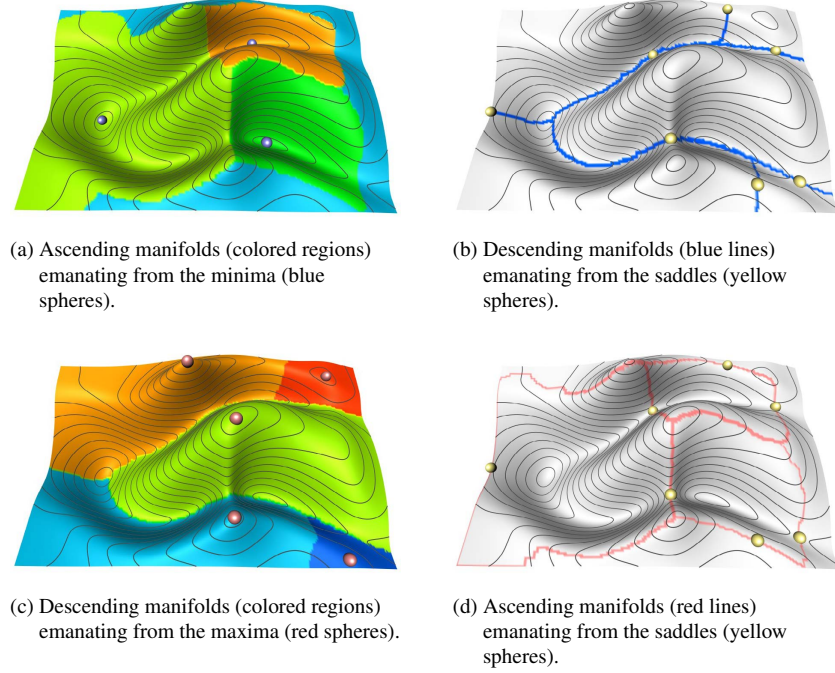 (a) Ascending manifolds (colored regions)
emanating from the minima (blue
spheres).
(b) Descending manifolds (blue lines)
emanating from the saddles (yellow
spheres).
(c) Descending manifolds (colored regions)
emanating from the maxima (red spheres).
(d) Ascending manifolds (red lines)
emanating from the saddles (yellow
spheres).